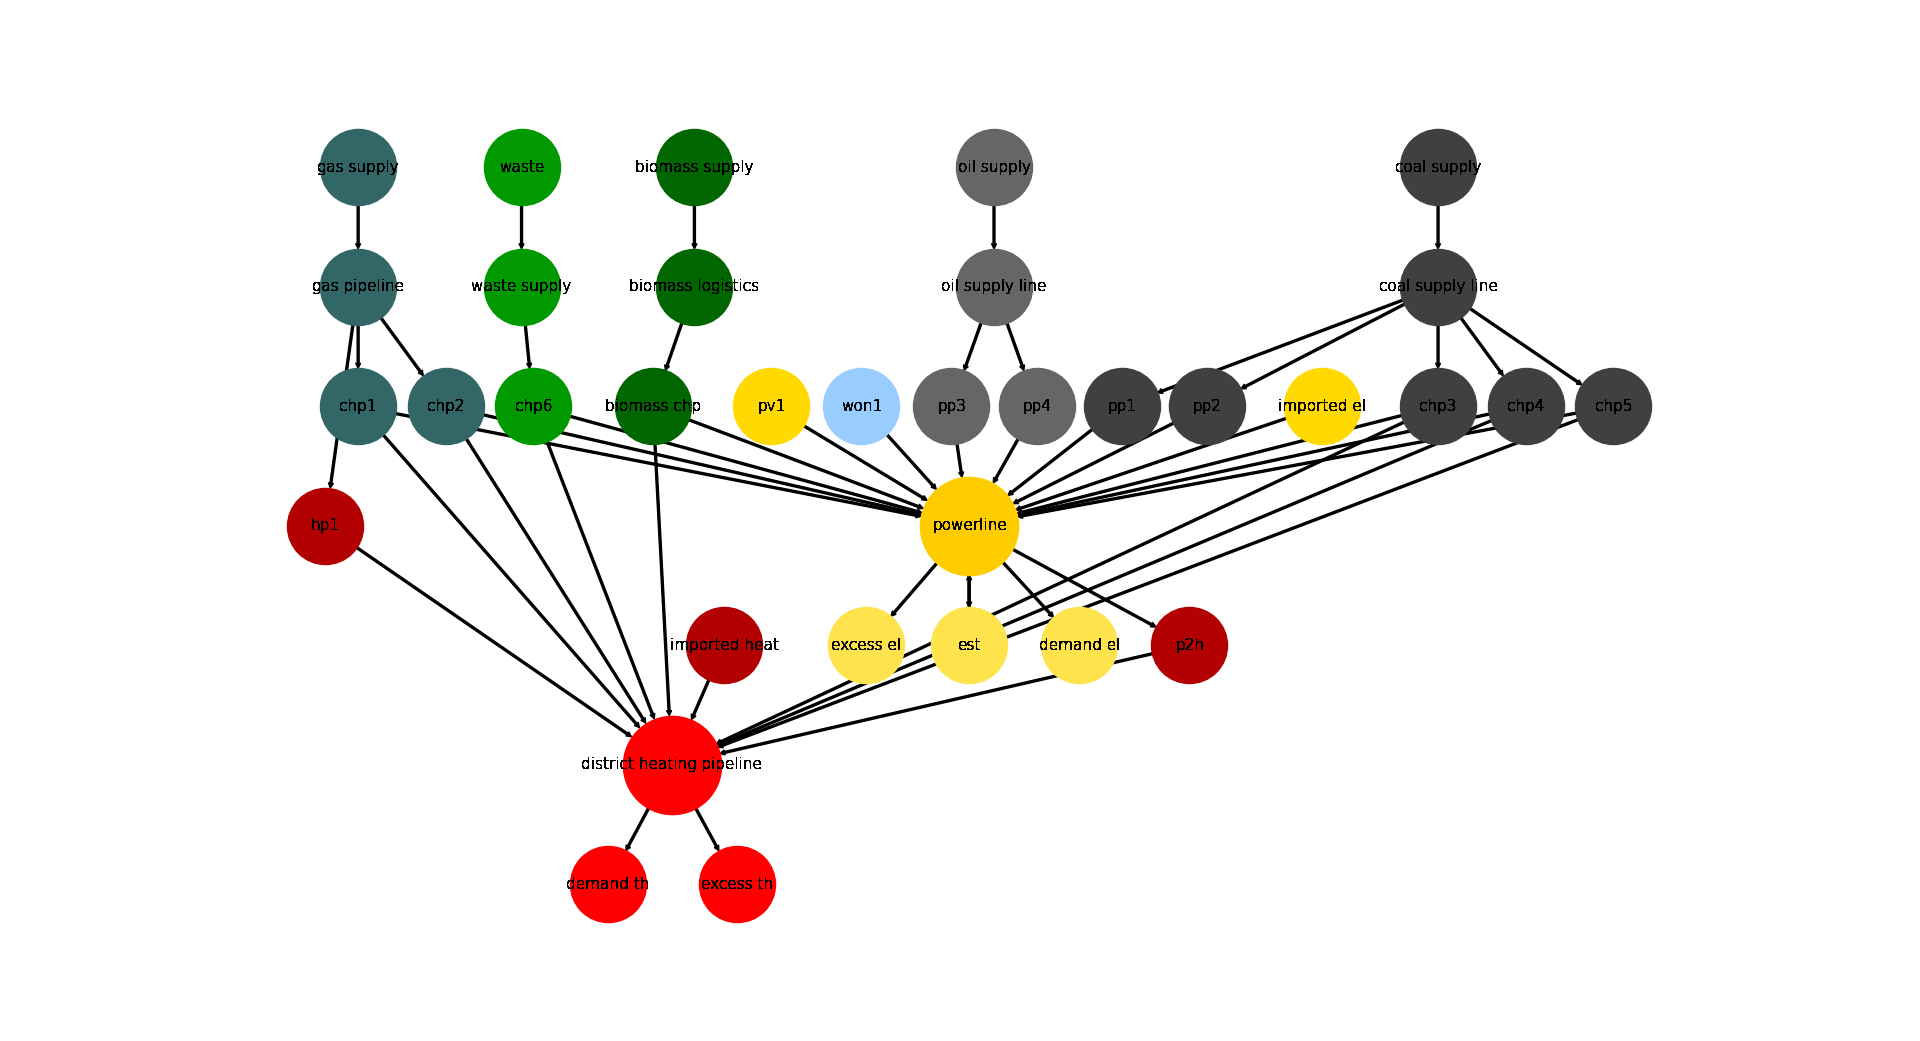 gas supply
waste
biomass supply
oil supply
coal supply
gas pipeline
waste supply
biomass logistics
oil supply line
coal supply line
chp1
chp2
chp6
biomass chp
pv1
won1
pp3
pp4
pp1
pp2
imported el
chp3
chp4
chp5
hp1
powerline
imported heat
excess el
est
demand el
p2h
district heating pipeline
demand th
excess th